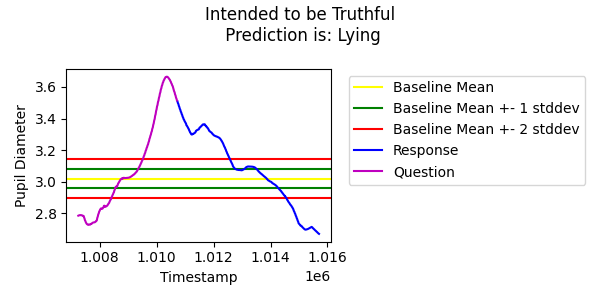 Intended to be Truthful
Prediction is: Lying
Pupil Diameter
3.6
3.4
3.2
3.0
2.8
1.008
1.010
1.012
1.014
1.016
1e6
Timestamp
Baseline Mean
Baseline Mean +- 1 stddev
Baseline Mean +- 2 stddev
Response
Question